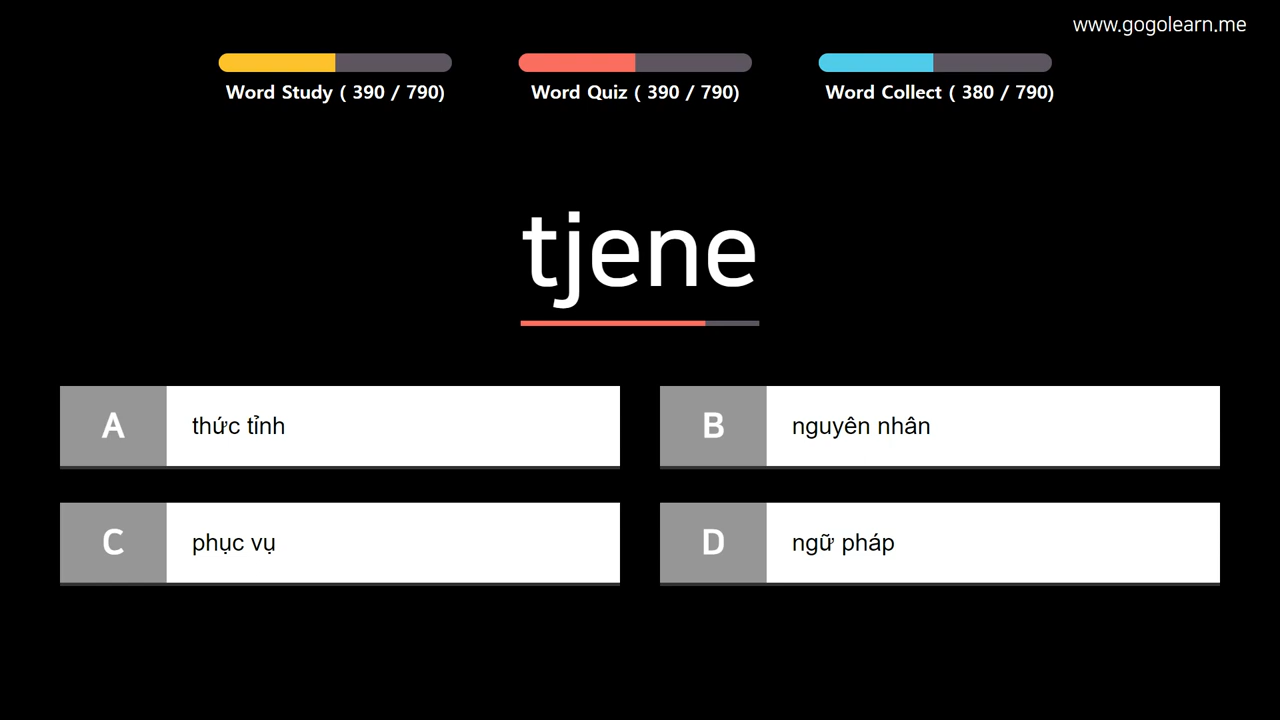 www.gogolearn.me
Word Study ( 390 / 790)
Word Quiz ( 390 / 790)
Word Collect ( 380 / 790)
tjene
A thức tỉnh
B nguyên nhân
C phục vụ
D ngữ pháp